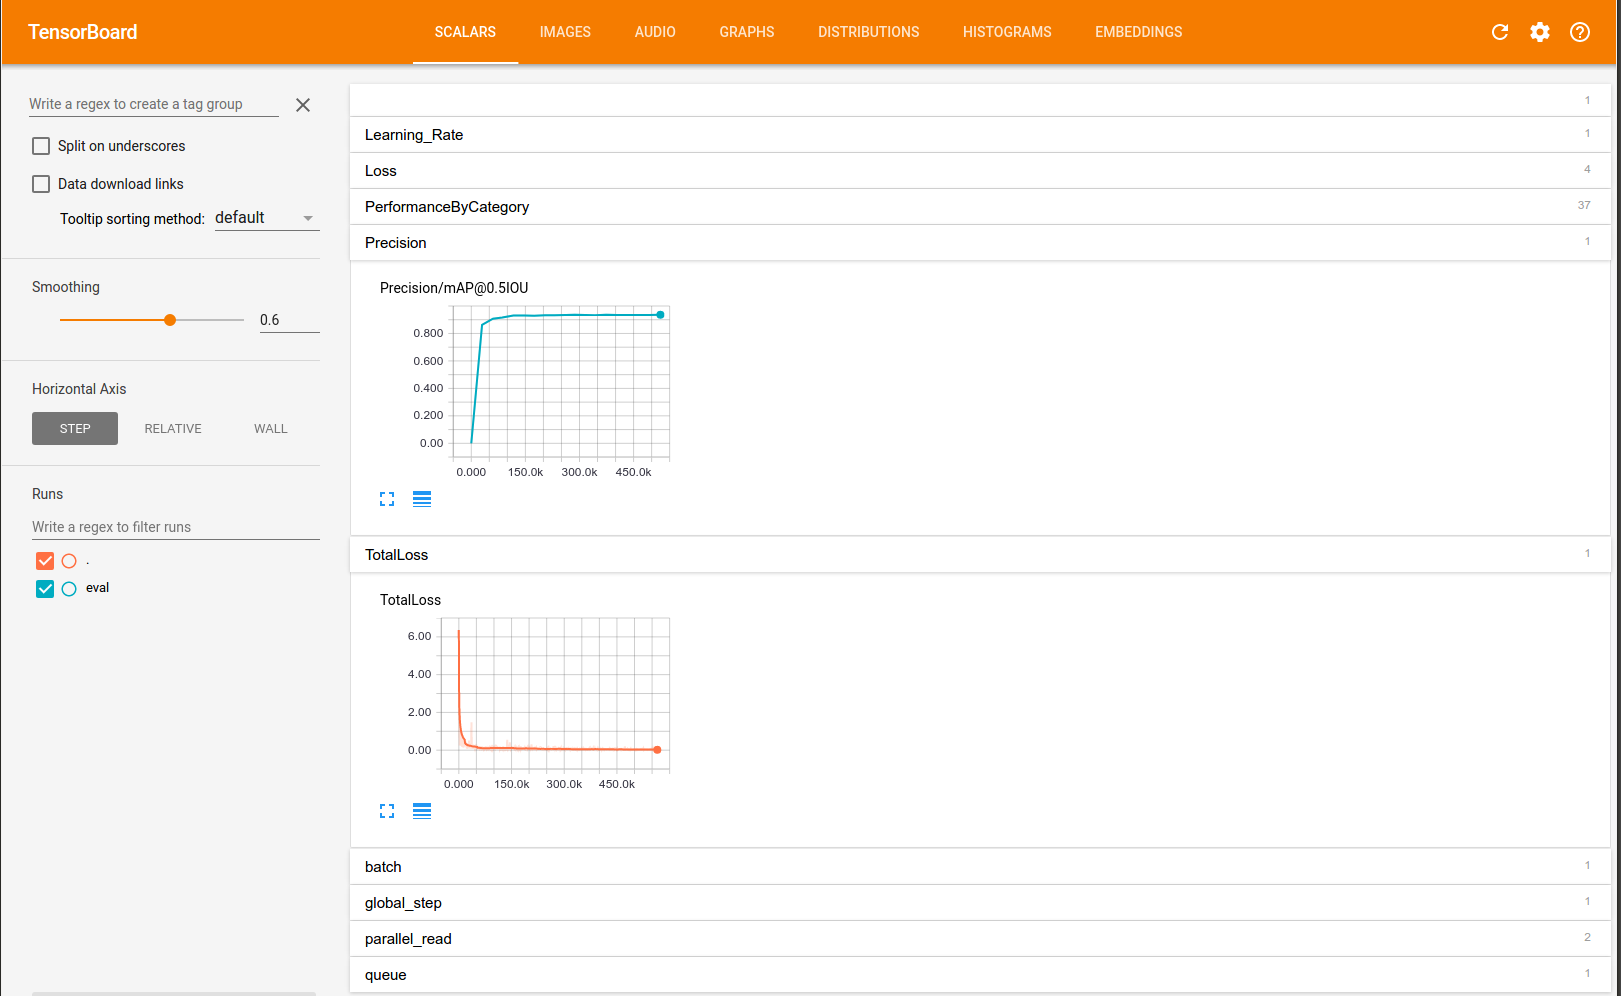 TensorBoard SCALARS IMAGES AUDIO GRAPHS DISTRIBUTIONS HISTOGRAMS EMBEDDINGS
Write a regex to create a tag group
Split on underscores
Data download links
Tooltip sorting method: default
Smoothing
0.6
Horizontal Axis
STEP RELATIVE WALL
Runs
Write a regex to filter runs
.
eval
1
Learning_Rate 1
Loss 4
PerformanceByCategory 37
Precision 1
Precision/mAP@0.5IOU
0.800
0.600
0.400
0.200
0.00
0.000 150.0k 300.0k 450.0k
TotalLoss 1
TotalLoss
6.00
4.00
2.00
0.00
0.000 150.0k 300.0k 450.0k
batch 1
global_step 1
parallel_read 2
queue 1